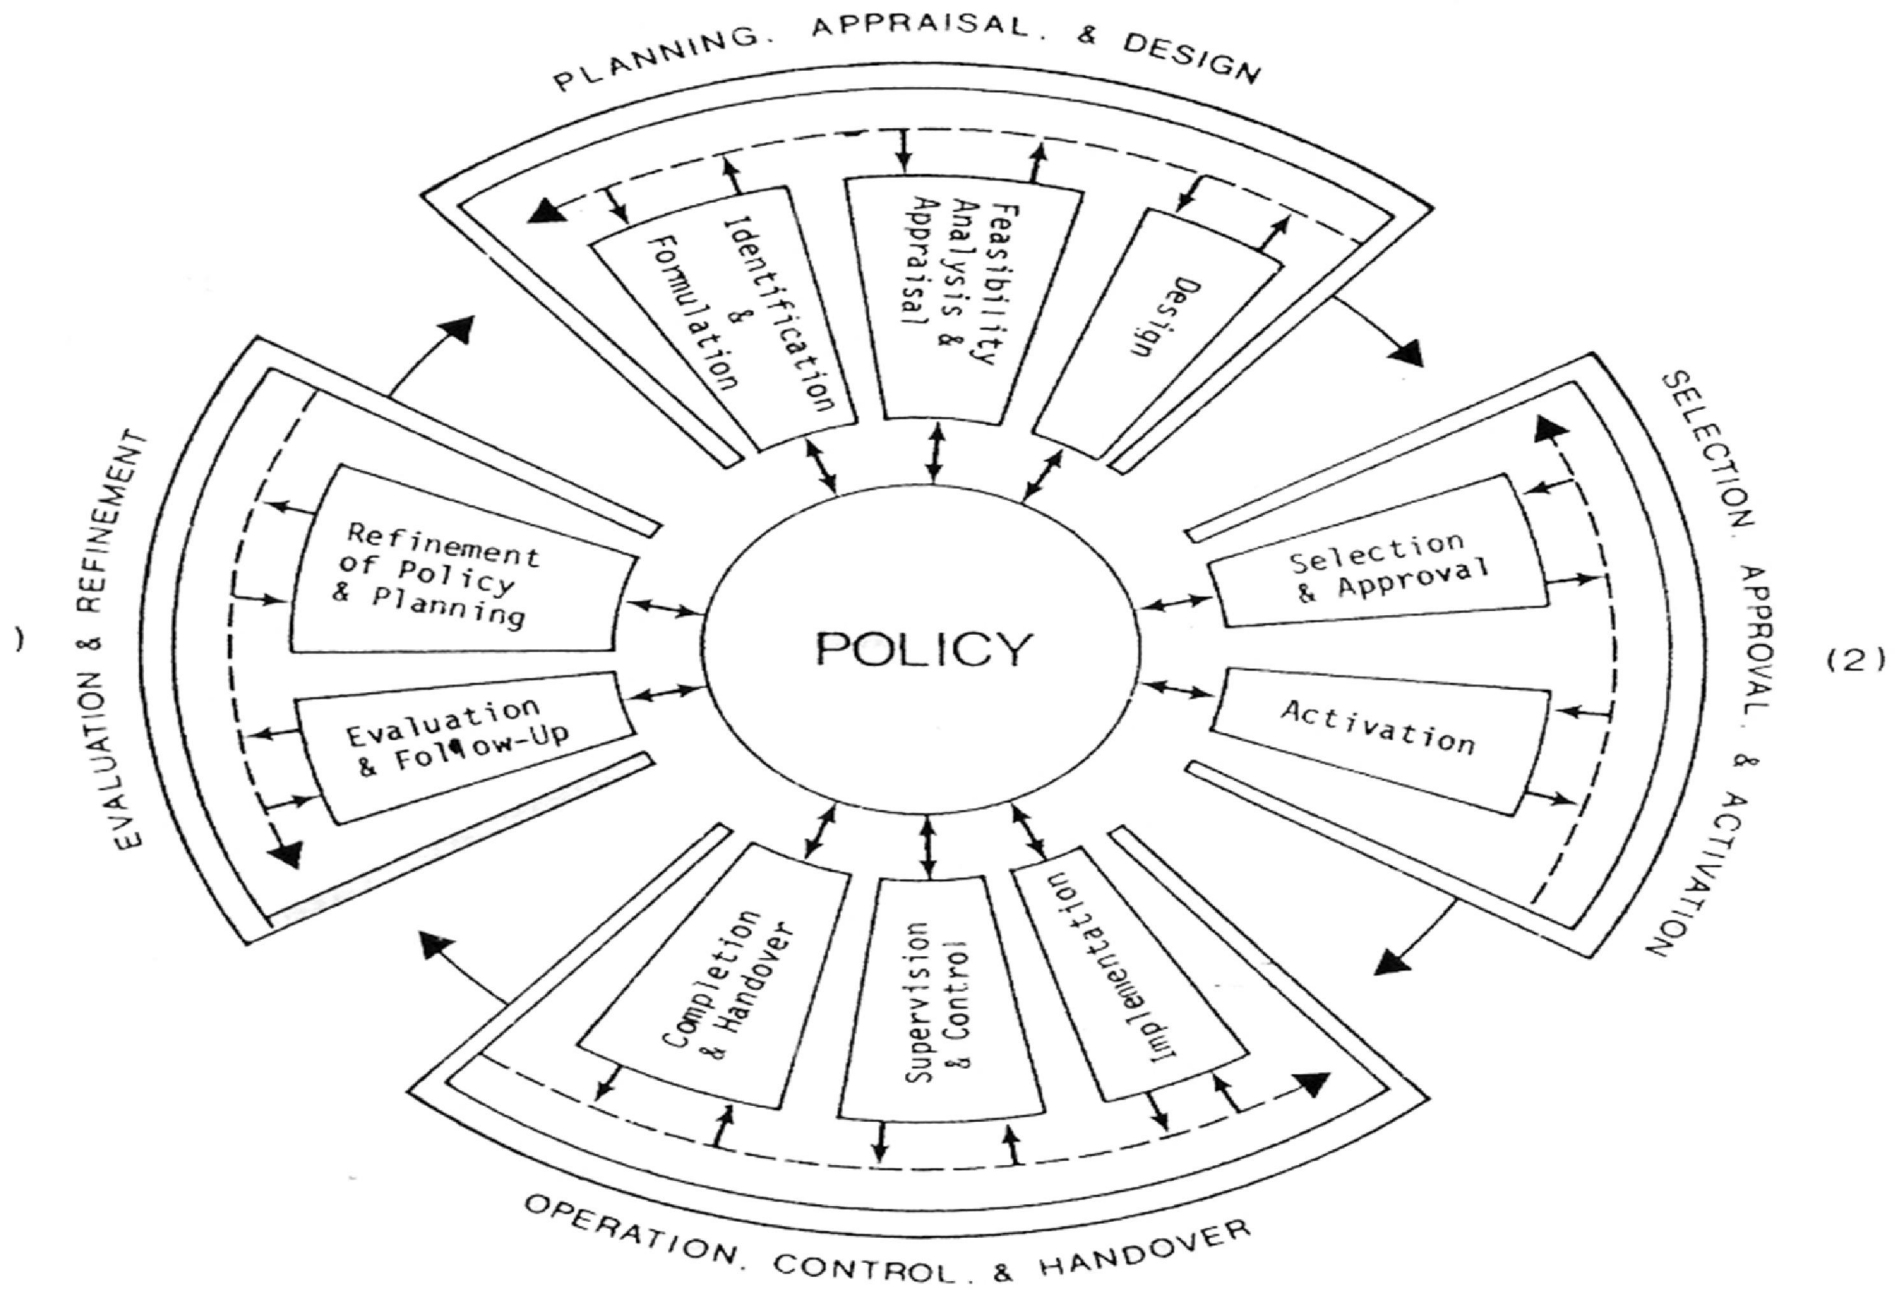 PLANNING, APPRAISAL, & DESIGN
Identification
&
Formulation
Feasibility
Analysis &
Appraisal
Design
SELECTION, APPROVAL, & ACTIVATION
Selection
& Approval
Activation
(2)
POLICY
Refinement
of Policy
& Planning
Evaluation
& Follow-Up
EVALUATION & REFINEMENT
)
Completion
& Handover
Supervision
& Control
Implementation
OPERATION, CONTROL, & HANDOVER